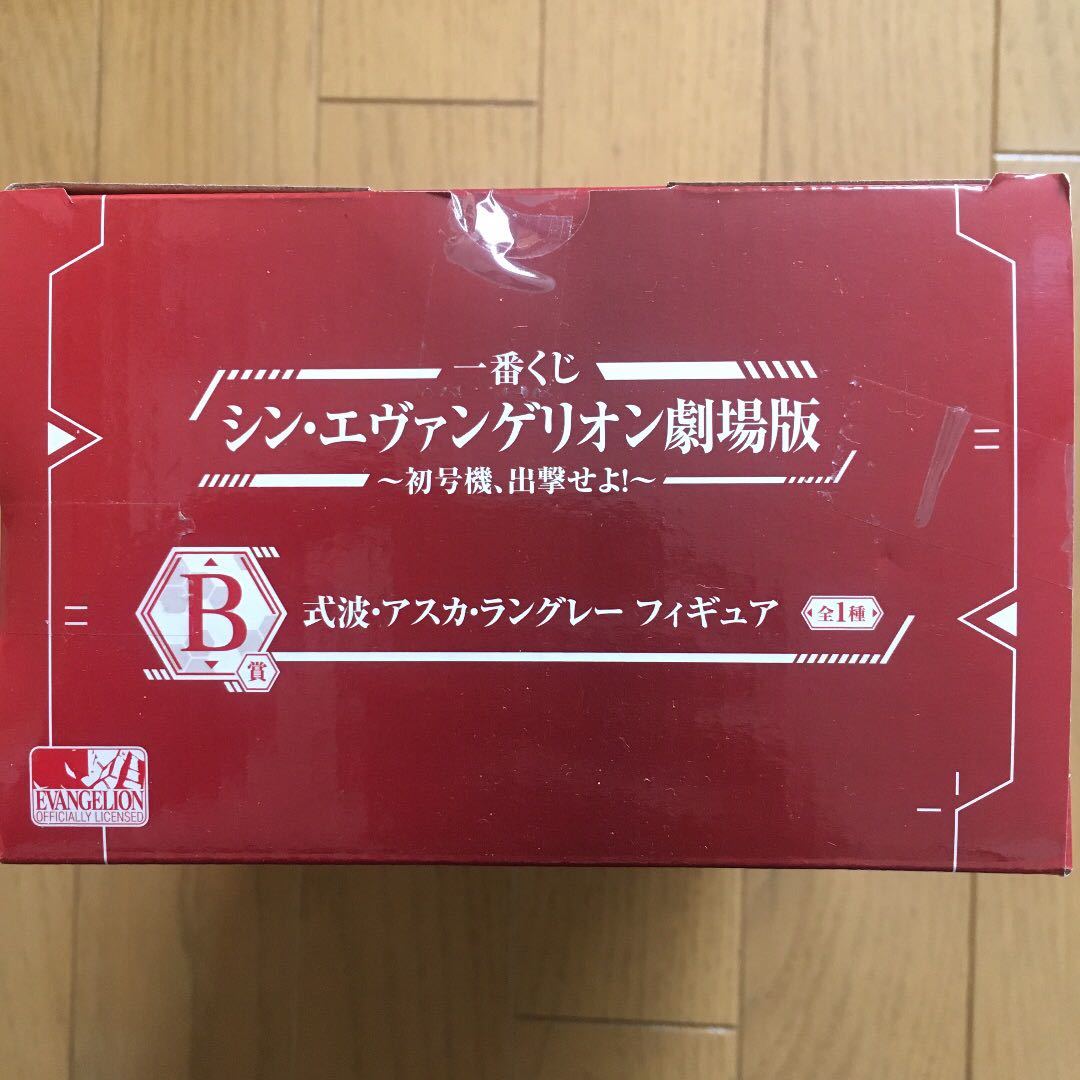 一番くじ
シン・エヴァンゲリオン劇場版
~初号機、出撃せよ!~
B
賞
式波・アスカ・ラングレー フィギュア
全1種
EVANGELION
OFFICIALLY LICENSED